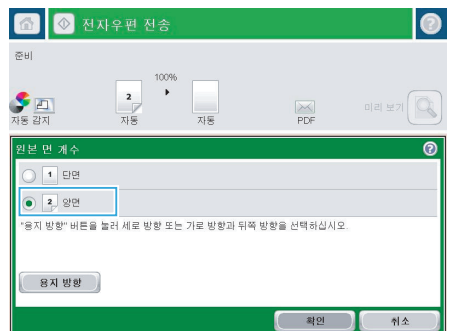 전자우편 전송
준비
100%
2
자동 감지
자동
자동
PDF
미리 보기
원본 면 개수
1 단면
2 양면
"용지 방향" 버튼을 눌러 세로 방향 또는 가로 방향과 뒤쪽 방향을 선택하십시오.
용지 방향
확인
취소